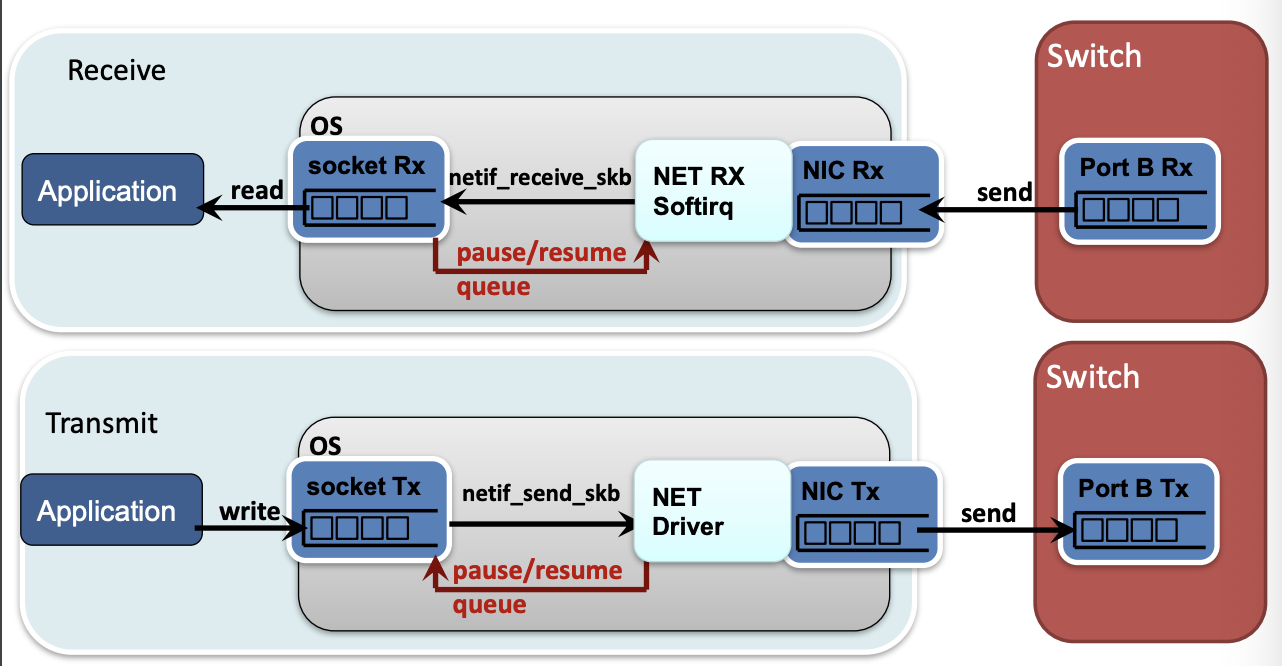 Receive
Switch
OS
socket Rx
Application
read
netif_receive_skb
NET RX
Softirq
NIC Rx
send
Port B Rx
pause/resume
queue
Transmit
Switch
OS
socket Tx
Application
write
netif_send_skb
NET
Driver
NIC Tx
send
Port B Tx
pause/resume
queue